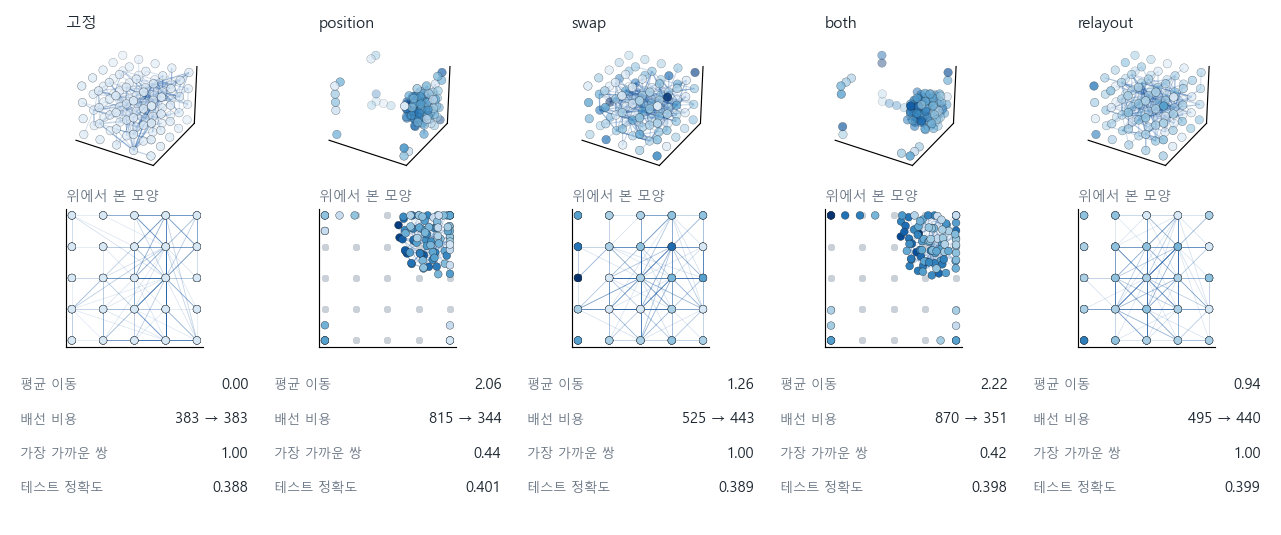 고정 position swap both relayout
위에서 본 모양 위에서 본 모양 위에서 본 모양 위에서 본 모양 위에서 본 모양
평균 이동 0.00 평균 이동 2.06 평균 이동 1.26 평균 이동 2.22 평균 이동 0.94
배선 비용 383 → 383 배선 비용 815 → 344 배선 비용 525 → 443 배선 비용 870 → 351 배선 비용 495 → 440
가장 가까운 쌍 1.00 가장 가까운 쌍 0.44 가장 가까운 쌍 1.00 가장 가까운 쌍 0.42 가장 가까운 쌍 1.00
테스트 정확도 0.388 테스트 정확도 0.401 테스트 정확도 0.389 테스트 정확도 0.398 테스트 정확도 0.399